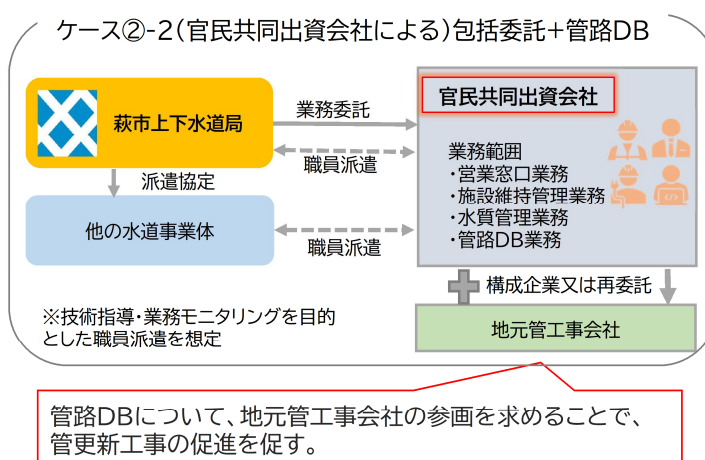 ケース②-2(官民共同出資会社による)包括委託+管路DB
萩市上下水道局
業務委託
職員派遣
派遣協定
他の水道事業体
職員派遣
官民共同出資会社
業務範囲
・営業窓口業務
・施設維持管理業務
・水質管理業務
・管路DB業務
構成企業又は再委託
地元管工事会社
※技術指導・業務モニタリングを目的
とした職員派遣を想定
管路DBについて、地元管工事会社の参画を求めることで、
管更新工事の促進を促す。